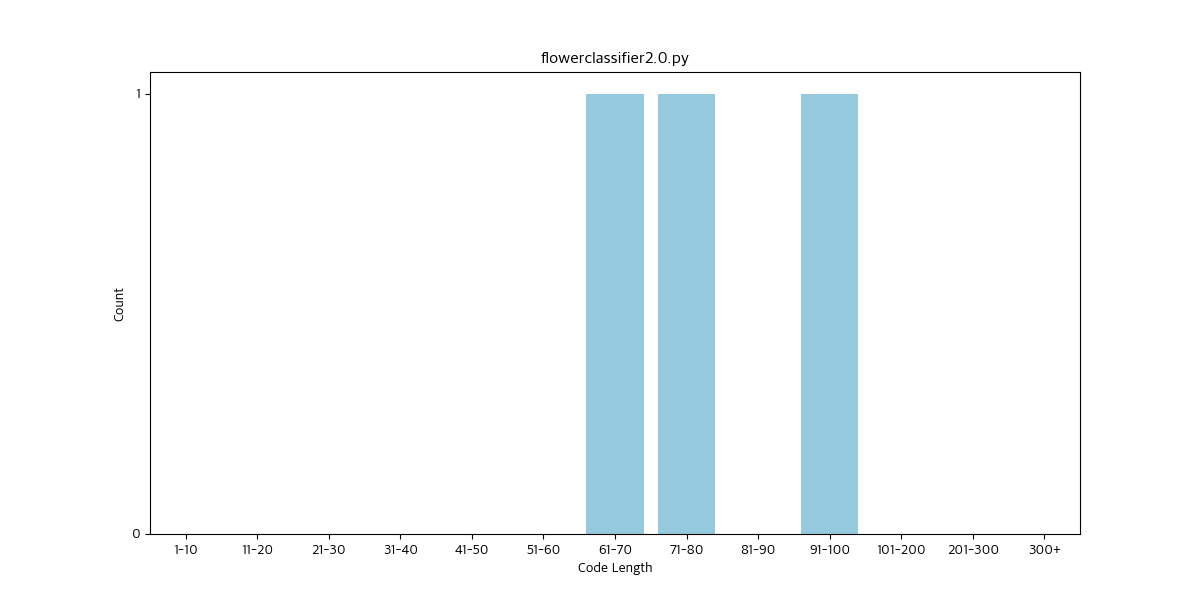 flowerclassifier2.0.py
1
Count
0
1-10 11-20 21-30 31-40 41-50 51-60 61-70 71-80 81-90 91-100 101-200 201-300 300+
Code Length